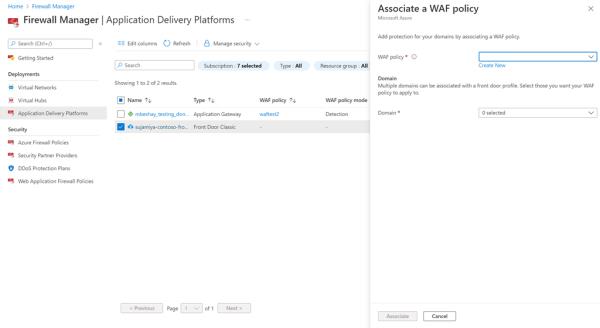 Home > Firewall Manager
Firewall Manager | Application Delivery Platforms ...
Search (Ctrl+/)
«
Getting Started
Deployments
Virtual Networks
Virtual Hubs
Application Delivery Platforms
Security
Azure Firewall Policies
Security Partner Providers
DDoS Protection Plans
Web Application Firewall Policies
Edit columns Refresh Manage security
Search Subscription : 7 selected Type : All Resource group : All
Showing 1 to 2 of 2 results.
Name ↑↓ Type ↑↓ WAF policy ↑↓ WAF policy mode
mbeshay_testing_don... Application Gateway waftest2 Detection
sujamiya-contoso-fro... Front Door Classic - -
< Previous Page 1 of 1 Next >
Associate a WAF policy
Microsoft Azure
Add protection for your domains by associating a WAF policy.
WAF policy *
Create New
Domain
Multiple domains can be associated with a front door profile. Select those you want your WAF
policy to apply to.
Domain * 0 selected
Associate Cancel